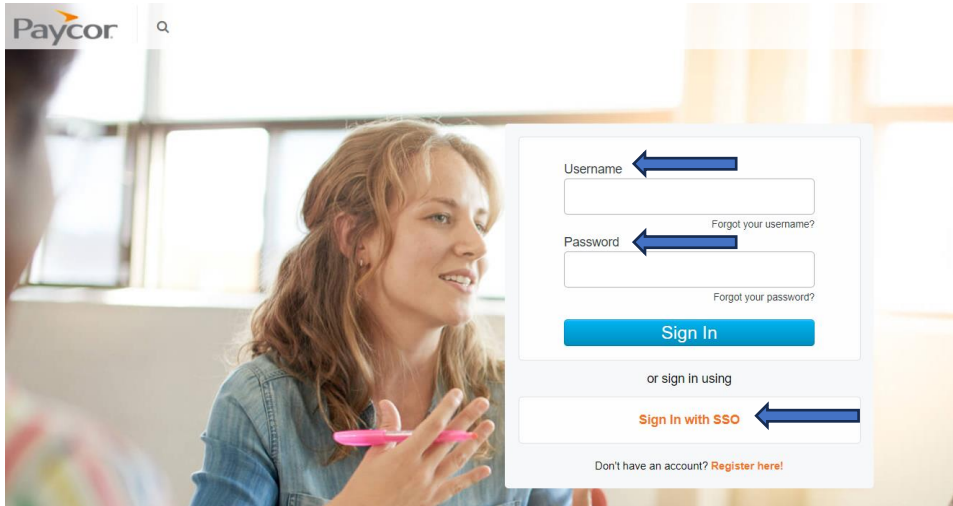 Paycor
Username
Forgot your username?
Password
Forgot your password?
Sign In
or sign in using
Sign In with SSO
Don't have an account? Register here!